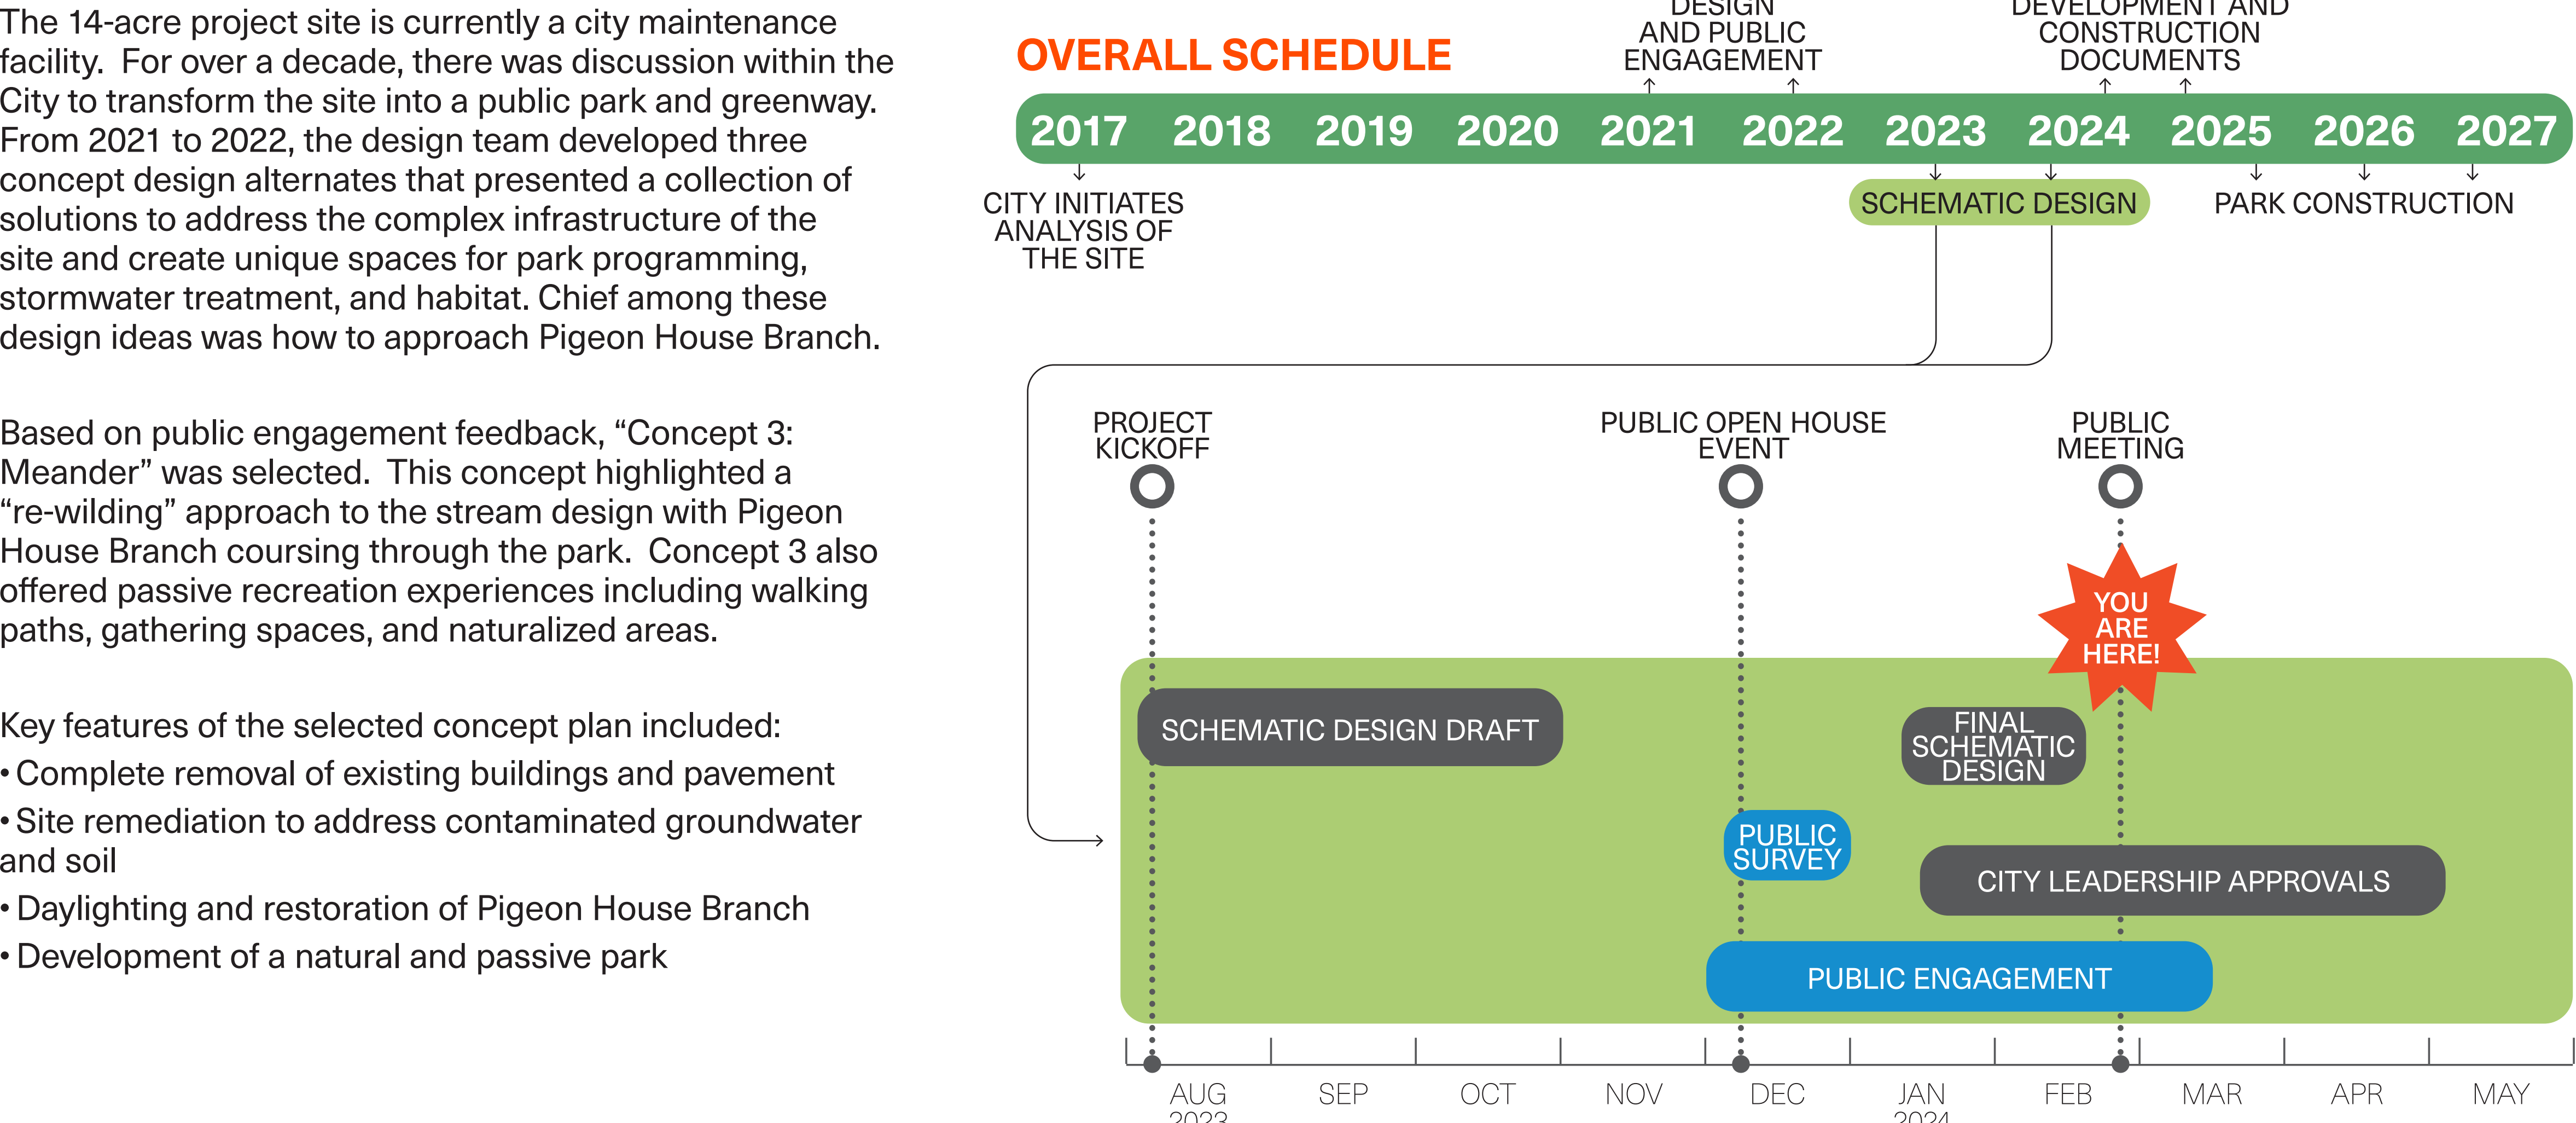 The 14-acre project site is currently a city maintenance
facility.  For over a decade, there was discussion within the
City to transform the site into a public park and greenway.
From 2021 to 2022, the design team developed three
concept design alternates that presented a collection of
solutions to address the complex infrastructure of the
site and create unique spaces for park programming,
stormwater treatment, and habitat. Chief among these
design ideas was how to approach Pigeon House Branch.
Based on public engagement feedback, “Concept 3:
Meander” was selected.  This concept highlighted a
“re-wilding” approach to the stream design with Pigeon
House Branch coursing through the park.  Concept 3 also
offered passive recreation experiences including walking
paths, gathering spaces, and naturalized areas.
Key features of the selected concept plan included:
• Complete removal of existing buildings and pavement
• Site remediation to address contaminated groundwater
and soil
• Daylighting and restoration of Pigeon House Branch
• Development of a natural and passive park
OVERALL SCHEDULE
DESIGN
AND PUBLIC
ENGAGEMENT
DEVELOPMENT AND
CONSTRUCTION
DOCUMENTS
2017 2018 2019 2020 2021 2022 2023 2024 2025 2026 2027
CITY INITIATES
ANALYSIS OF
THE SITE
SCHEMATIC DESIGN
PARK CONSTRUCTION
PROJECT
KICKOFF
PUBLIC OPEN HOUSE
EVENT
PUBLIC
MEETING
YOU
ARE
HERE!
SCHEMATIC DESIGN DRAFT
FINAL
SCHEMATIC
DESIGN
PUBLIC
SURVEY
CITY LEADERSHIP APPROVALS
PUBLIC ENGAGEMENT
AUG SEP OCT NOV DEC JAN FEB MAR APR MAY
2023 2024